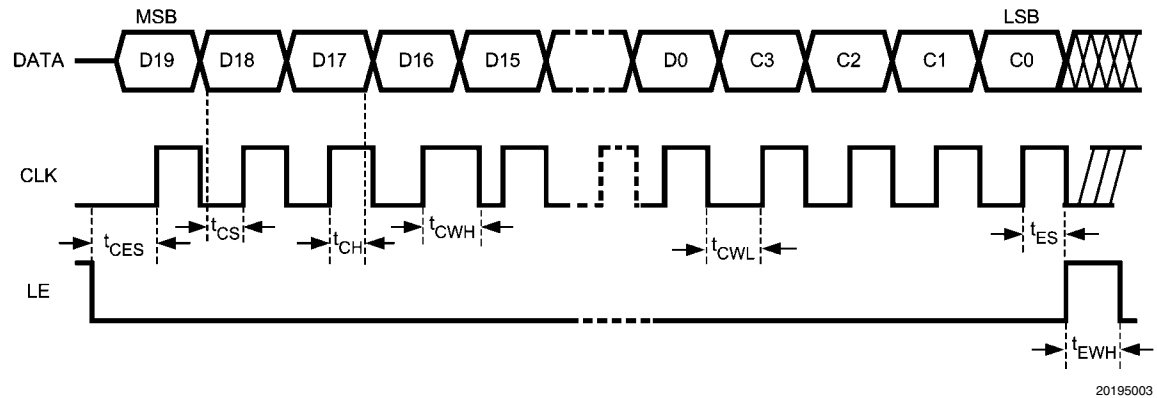 MSB LSB
DATA D19 D18 D17 D16 D15 D0 C3 C2 C1 C0
CLK
tCES tCS tCH tCWH tCWL tES
LE
tEWH
20195003